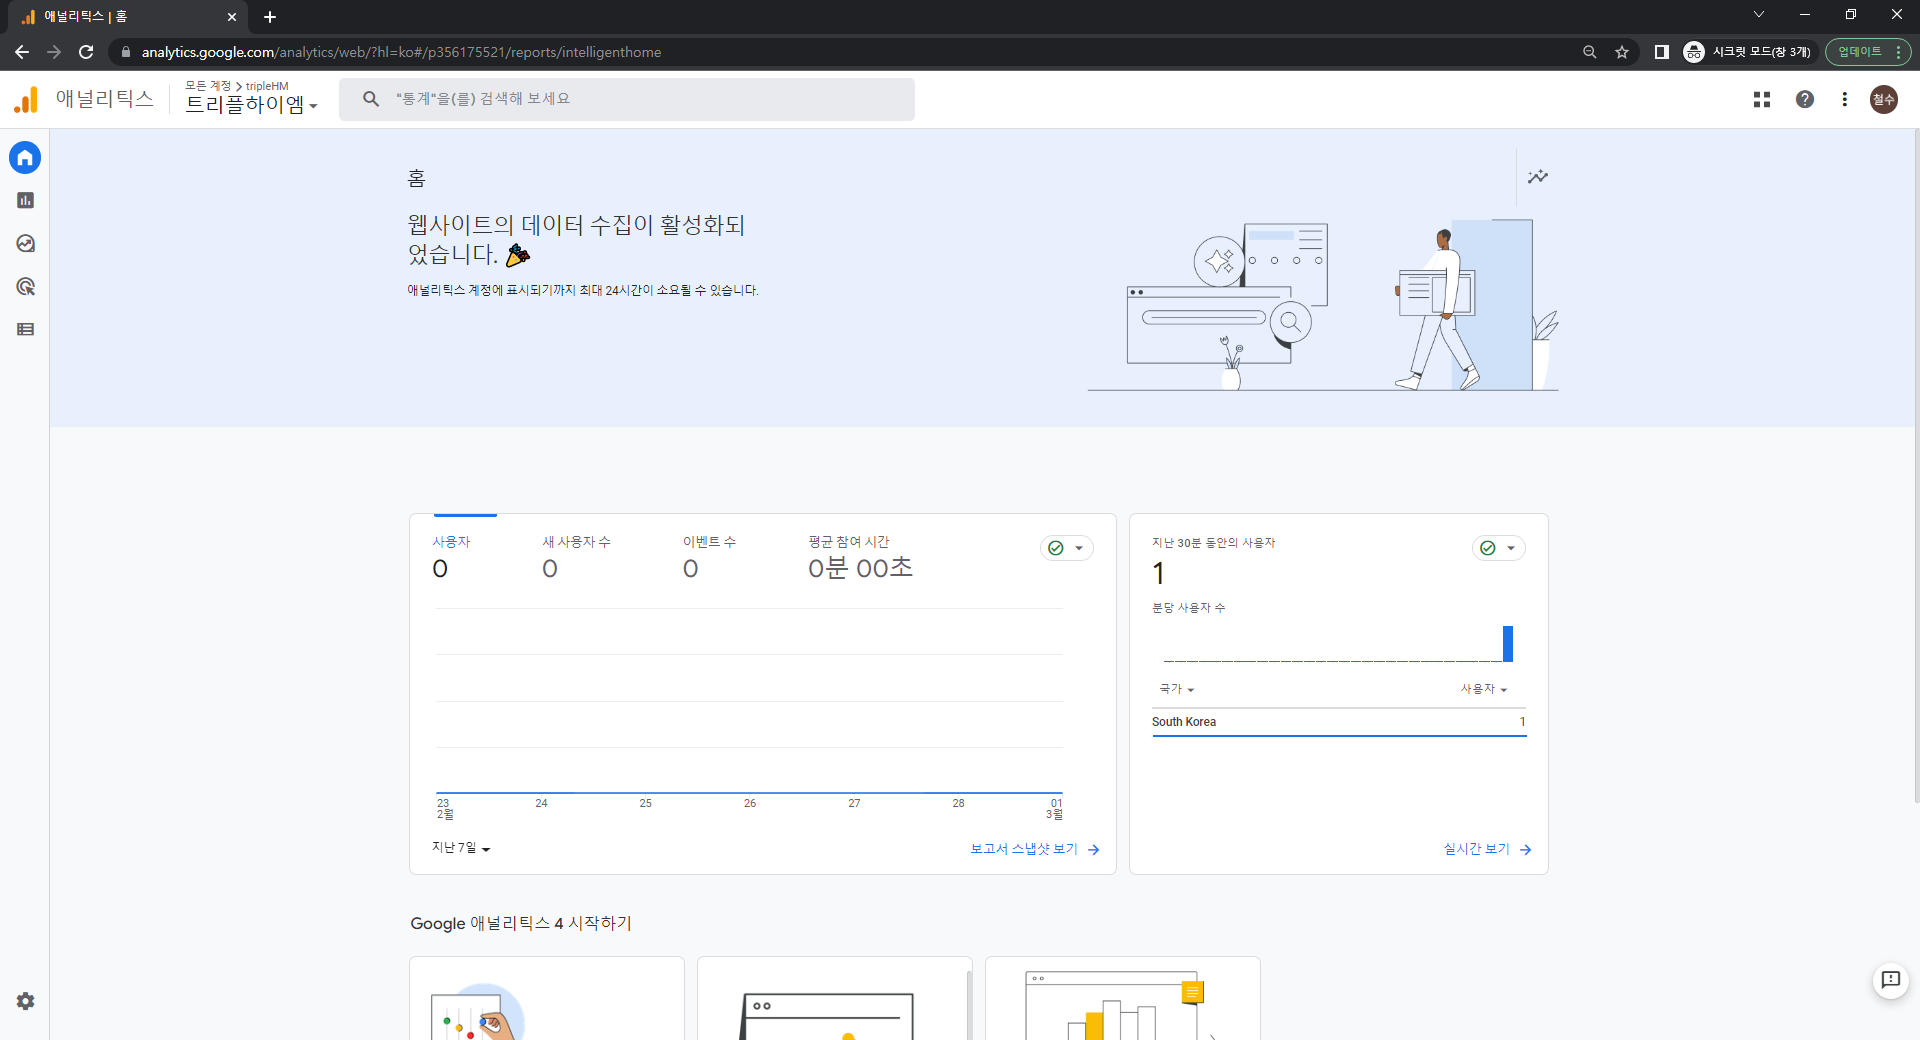 애널리틱스 | 홈
analytics.google.com/analytics/web/?hl=ko#/p356175521/reports/intelligenthome
시크릿 모드(창 3개)
업데이트
애널리틱스
모든 계정 > tripleHM
트리플하이엠
"통계"을(를) 검색해 보세요
철수
홈
웹사이트의 데이터 수집이 활성화되
었습니다.
애널리틱스 계정에 표시되기까지 최대 24시간이 소요될 수 있습니다.
사용자 새 사용자 수 이벤트 수 평균 참여 시간
0 0 0 0분 00초
23 24 25 26 27 28 01
2월 3월
지난 7일
보고서 스냅샷 보기
지난 30분 동안의 사용자
1
분당 사용자 수
국가 사용자
South Korea 1
실시간 보기
Google 애널리틱스 4 시작하기